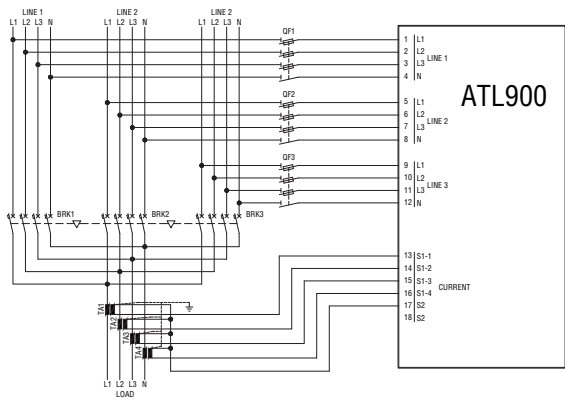 LINE 1 LINE 2 LINE 2
L1 L2 L3 N L1 L2 L3 N L1 L2 L3 N
QF1
1 L1
2 L2
3 L3
4 N
LINE 1
ATL900
QF2
5 L1
6 L2
7 L3
8 N
LINE 2
QF3
9 L1
10 L2
11 L3
12 N
LINE 3
BRK1 BRK2 BRK3
13 S1-1
14 S1-2
15 S1-3
16 S1-4
17 S2
18 S2
CURRENT
TA1
TA2
TA3
TA4
L1 L2 L3 N
LOAD